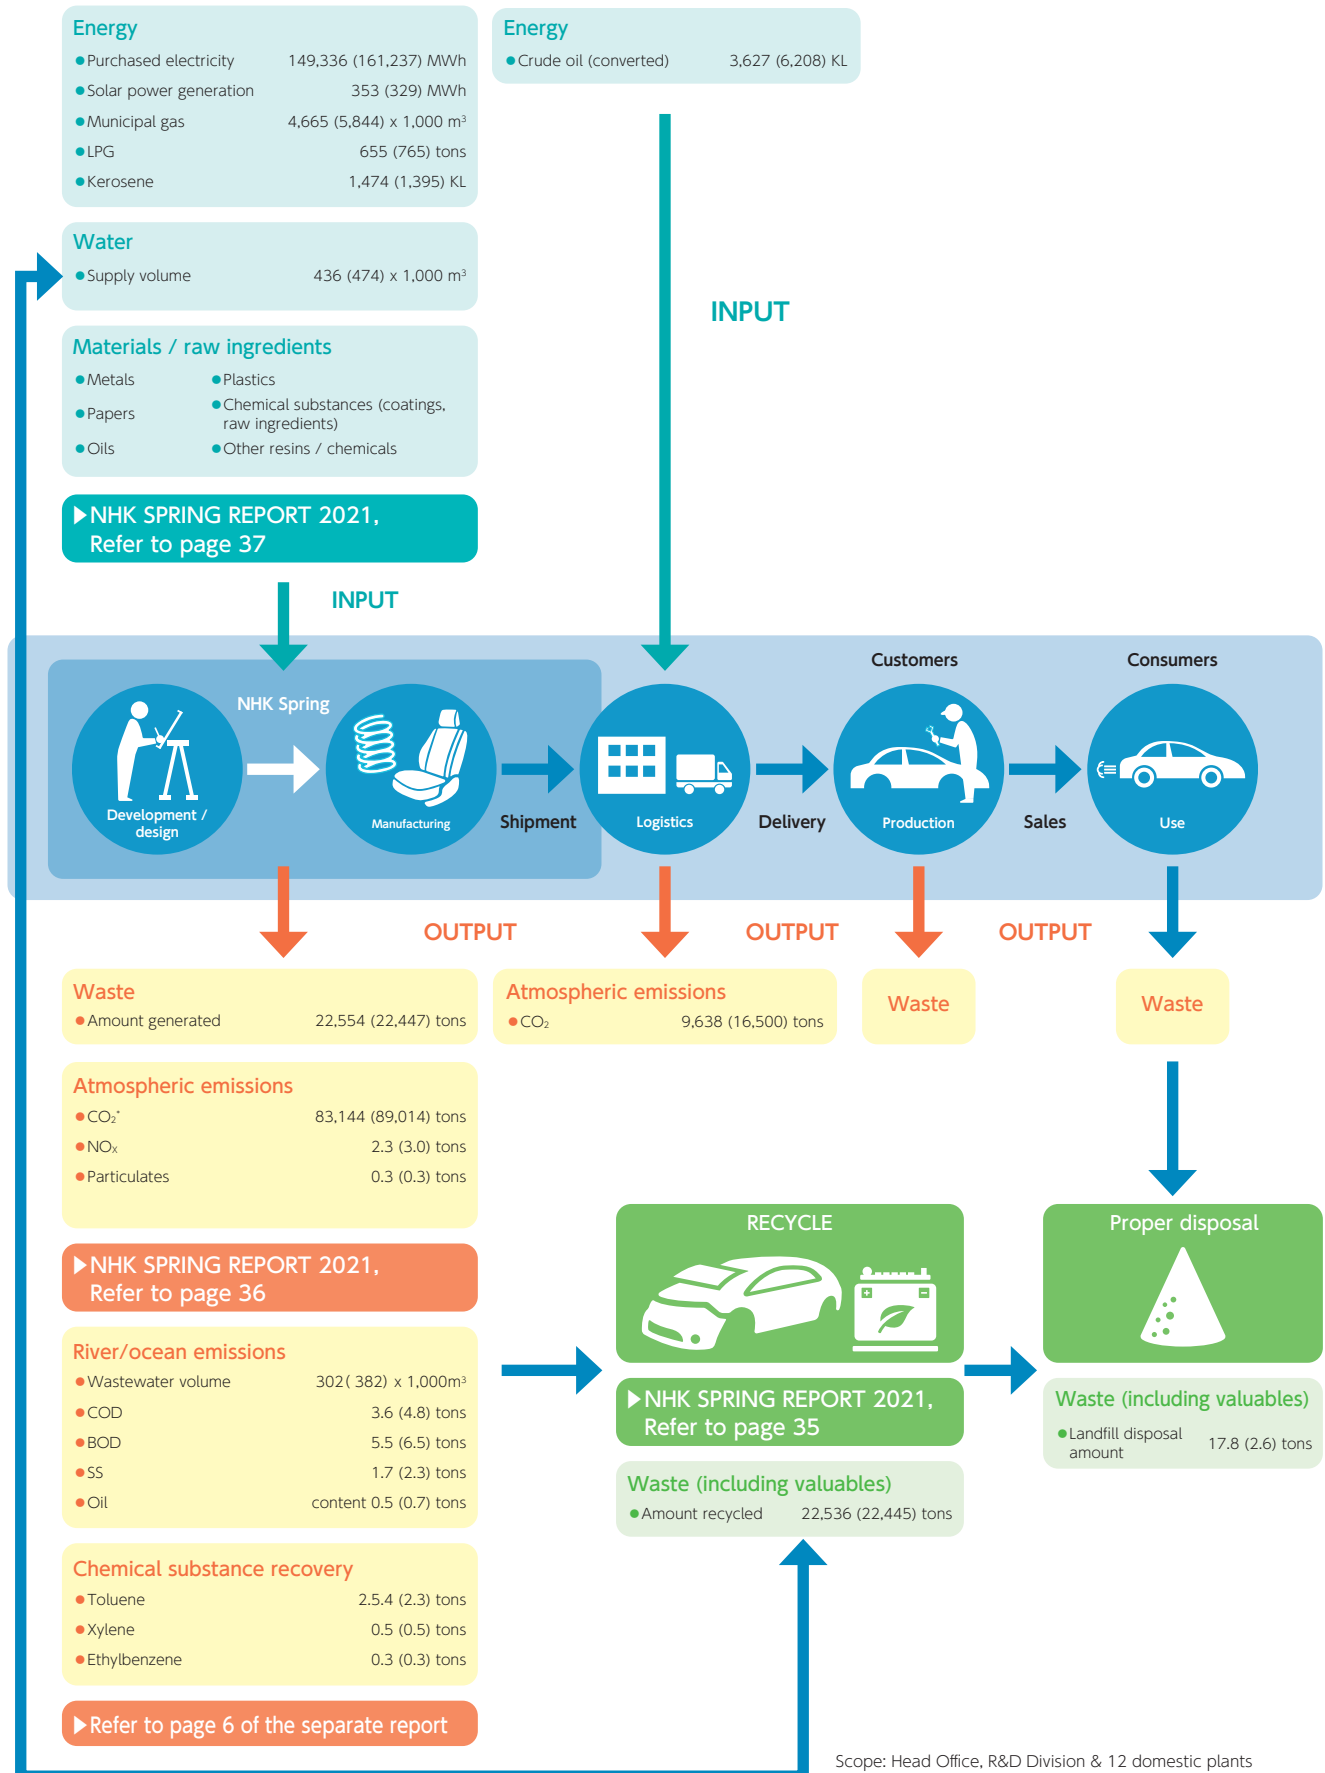 Energy
●Purchased electricity 149,336 (161,237) MWh
●Solar power generation 353 (329) MWh
●Municipal gas 4,665 (5,844) x 1,000 m³
●LPG 655 (765) tons
●Kerosene 1,474 (1,395) KL
Energy
●Crude oil (converted) 3,627 (6,208) KL
Water
●Supply volume 436 (474) x 1,000 m³
INPUT
Materials / raw ingredients
●Metals ●Plastics
●Papers ●Chemical substances (coatings,
raw ingredients)
●Oils ●Other resins / chemicals
▶NHK SPRING REPORT 2021,
Refer to page 37
INPUT
Customers
Consumers
NHK Spring
Development /
design
Manufacturing
Shipment
Logistics
Delivery
Production
Sales
Use
OUTPUT
OUTPUT
OUTPUT
Waste
●Amount generated 22,554 (22,447) tons
Atmospheric emissions
●CO₂ 9,638 (16,500) tons
Waste
Waste
Atmospheric emissions
●CO₂* 83,144 (89,014) tons
●NOx 2.3 (3.0) tons
●Particulates 0.3 (0.3) tons
▶NHK SPRING REPORT 2021,
Refer to page 36
River/ocean emissions
●Wastewater volume 302( 382) x 1,000m³
●COD 3.6 (4.8) tons
●BOD 5.5 (6.5) tons
●SS 1.7 (2.3) tons
●Oil content 0.5 (0.7) tons
RECYCLE
▶NHK SPRING REPORT 2021,
Refer to page 35
Waste (including valuables)
●Amount recycled 22,536 (22,445) tons
Proper disposal
Waste (including valuables)
●Landfill disposal
amount 17.8 (2.6) tons
Chemical substance recovery
●Toluene 2.5.4 (2.3) tons
●Xylene 0.5 (0.5) tons
●Ethylbenzene 0.3 (0.3) tons
▶Refer to page 6 of the separate report
Scope: Head Office, R&D Division & 12 domestic plants